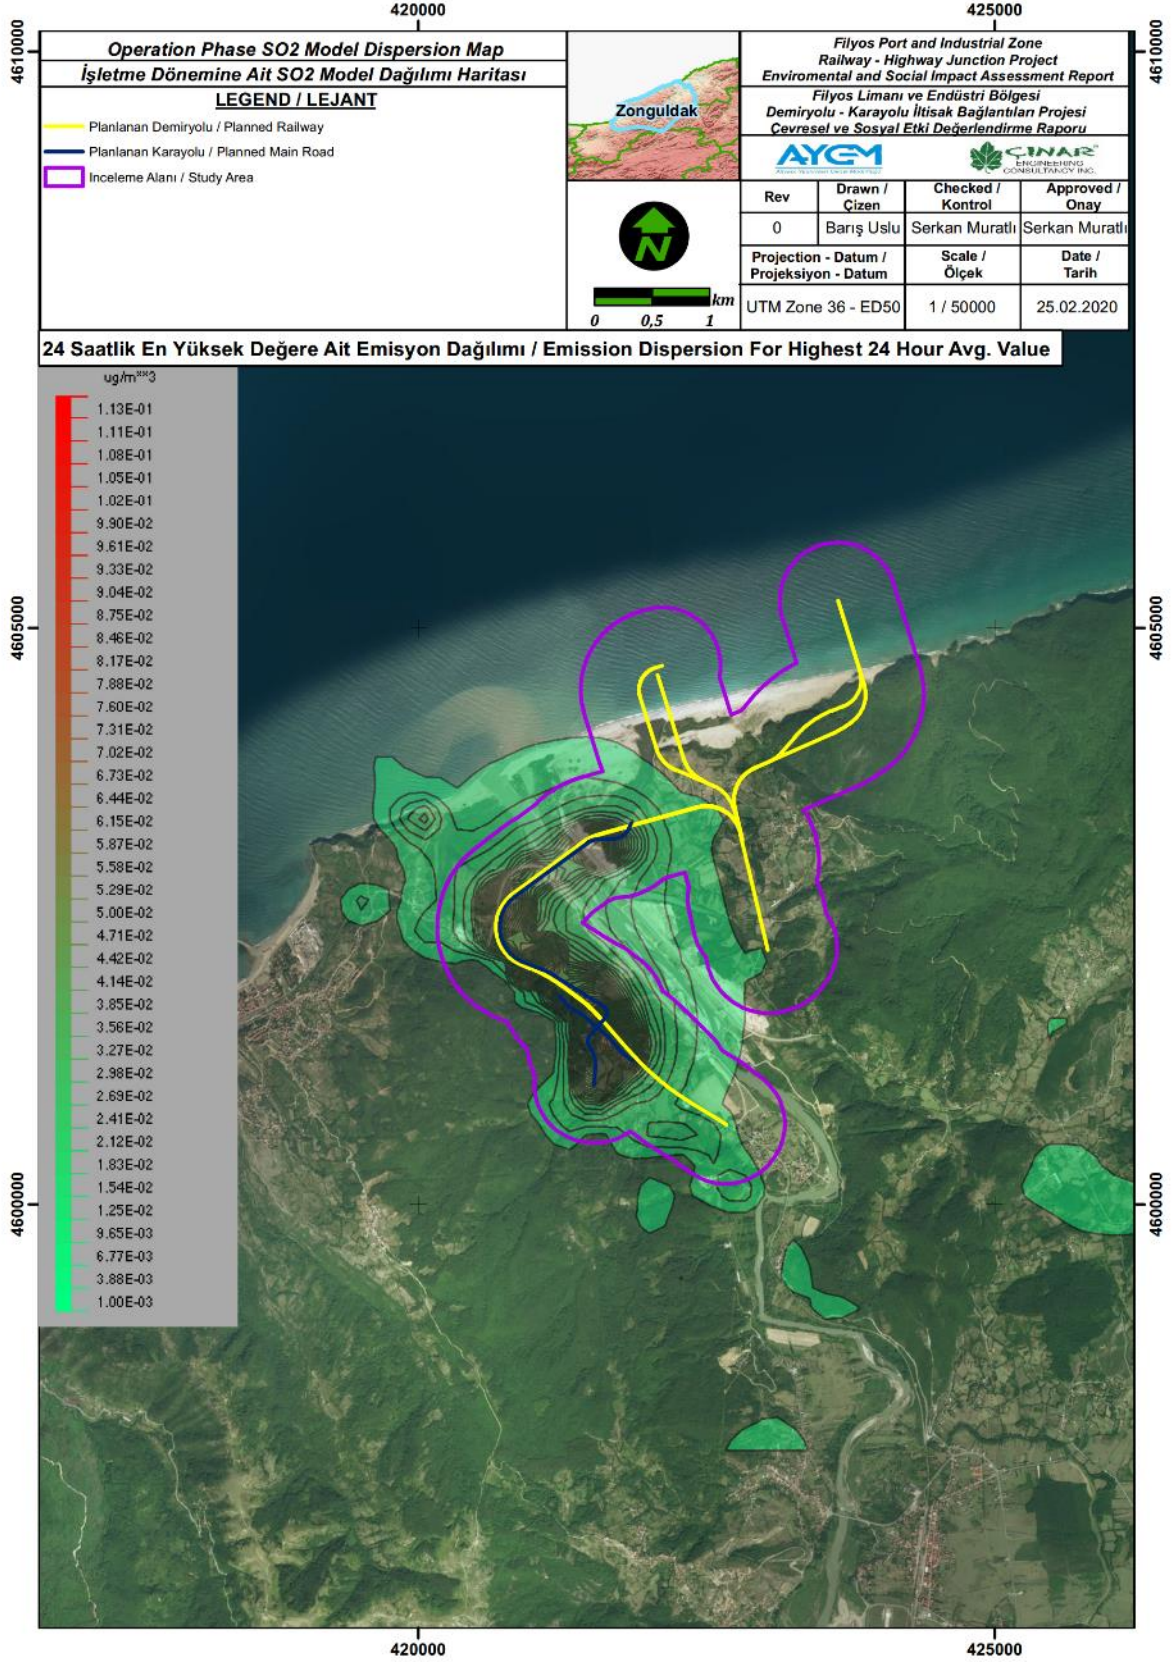 420000
425000
4610000
4610000
Operation Phase SO2 Model Dispersion Map
İşletme Dönemine Ait SO2 Model Dağılımı Haritası
LEGEND / LEJANT
Planlanan Demiryolu / Planned Railway
Planlanan Karayolu / Planned Main Road
Inceleme Alanı / Study Area
Zonguldak
N
km
0 0,5 1
Filyos Port and Industrial Zone
Railway - Highway Junction Project
Enviromental and Social Impact Assessment Report
Filyos Limanı ve Endüstri Bölgesi
Demiryolu - Karayolu İltisak Bağlantıları Projesi
Çevresel ve Sosyal Etki Değerlendirme Raporu
AYGM
ÇINAR
ENGINEERING
CONSULTANCY INC.
Rev
Drawn /
Çizen
Checked /
Kontrol
Approved /
Onay
0
Barış Uslu
Serkan Muratlı
Serkan Muratlı
Projection - Datum /
Projeksiyon - Datum
Scale /
Ölçek
Date /
Tarih
UTM Zone 36 - ED50
1 / 50000
25.02.2020
24 Saatlik En Yüksek Değere Ait Emisyon Dağılımı / Emission Dispersion For Highest 24 Hour Avg. Value
ug/m**3
1.13E-01
1.11E-01
1.08E-01
1.05E-01
1.02E-01
9.90E-02
9.61E-02
9.33E-02
9.04E-02
8.75E-02
8.46E-02
8.17E-02
7.88E-02
7.60E-02
7.31E-02
7.02E-02
6.73E-02
6.44E-02
6.15E-02
5.87E-02
5.58E-02
5.29E-02
5.00E-02
4.71E-02
4.42E-02
4.14E-02
3.85E-02
3.56E-02
3.27E-02
2.98E-02
2.69E-02
2.41E-02
2.12E-02
1.83E-02
1.54E-02
1.25E-02
9.65E-03
6.77E-03
3.88E-03
1.00E-03
4605000
4605000
4600000
4600000
420000
425000